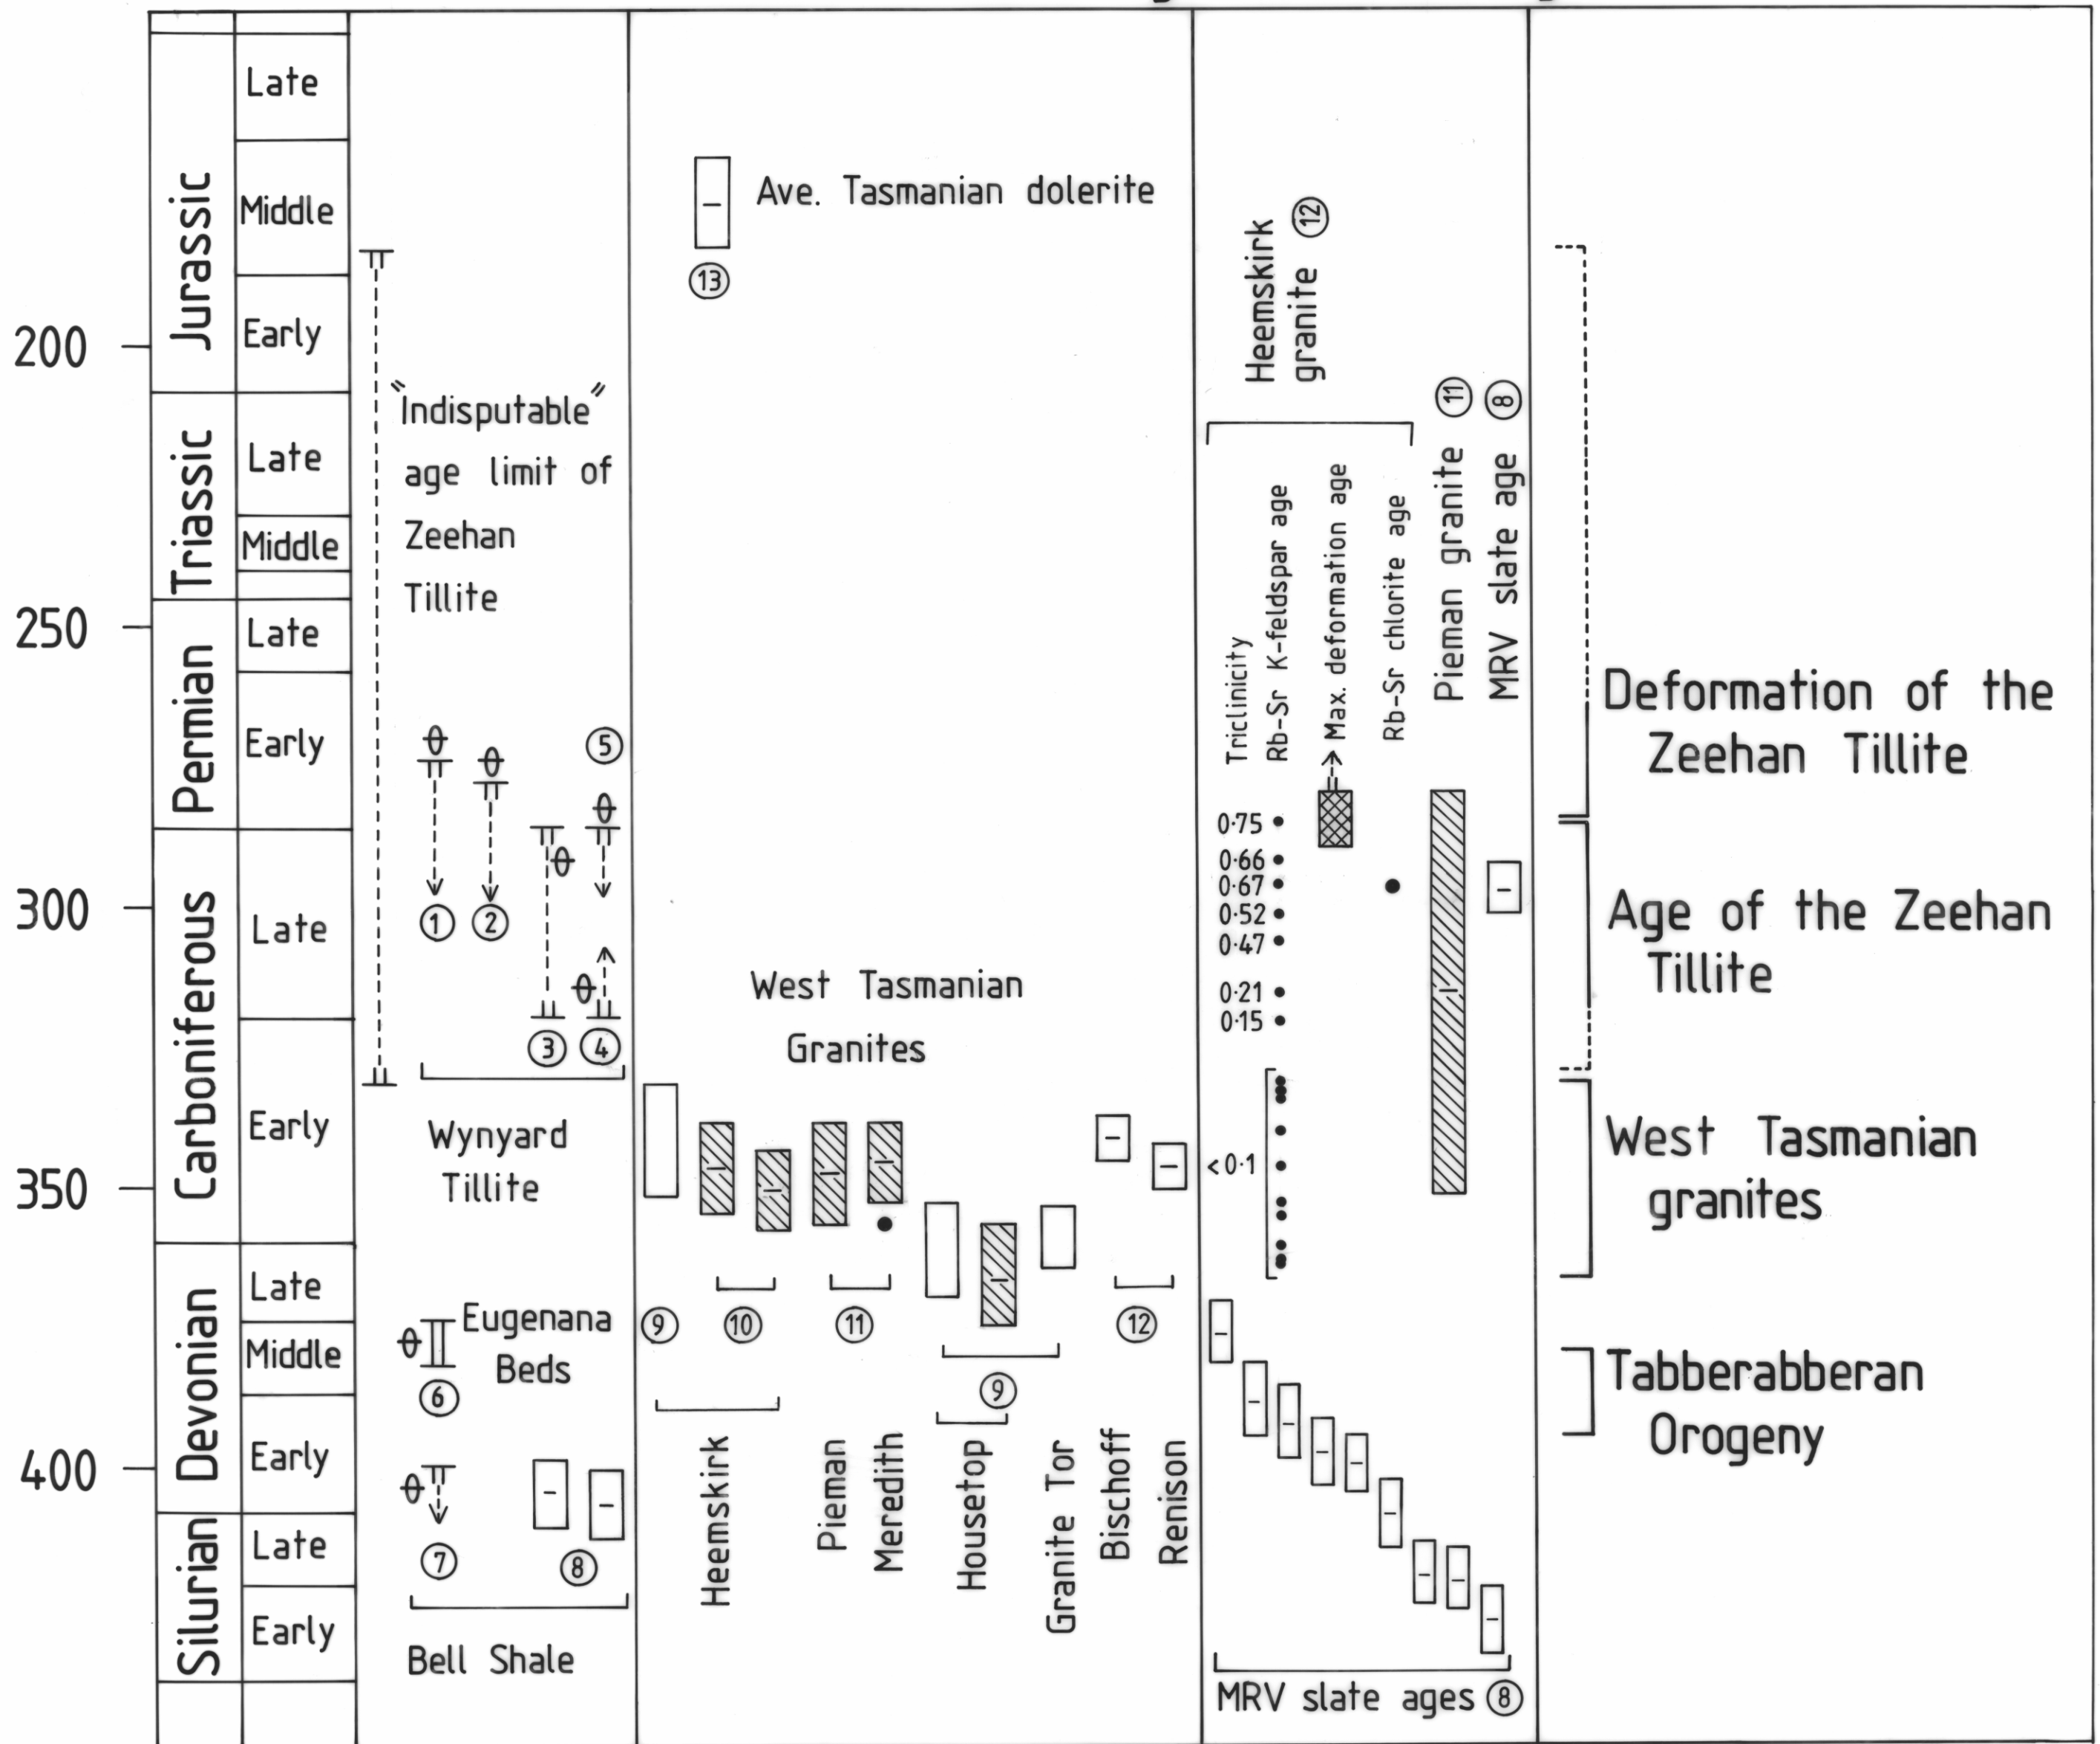 Jurassic
Late
Middle
Early
Triassic
Late
Middle
Permian
Late
Early
Carboniferous
Late
Early
Devonian
Late
Middle
Early
Silurian
Late
Early
200
250
300
350
400
"Indisputable"
age limit of
Zeehan
Tillite
5
1
2
3
4
Wynyard
Tillite
Eugenana
Beds
6
7
8
Bell Shale
Ave. Tasmanian dolerite
13
West Tasmanian
Granites
9
10
11
9
12
Heemskirk
Pieman
Meredith
Housetop
Granite Tor
Bischoff
Renison
Heemskirk
granite 12
Triclinicity
Rb-Sr K-feldspar age
Max. deformation age
Rb-Sr chlorite age
Pieman granite 11
MRV slate age 8
0·75
0·66
0·67
0·52
0·47
0·21
0·15
<0·1
MRV slate ages 8
Deformation of the
Zeehan Tillite
Age of the Zeehan
Tillite
West Tasmanian
granites
Tabberabberan
Orogeny